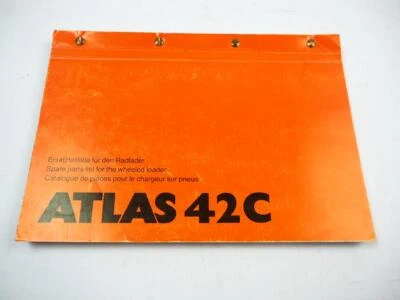 Ersatzteilliste für den Radlader
Spare parts list for the wheeled loader
Catalogue de pièces pour le chargeur sur pneus
ATLAS 42C